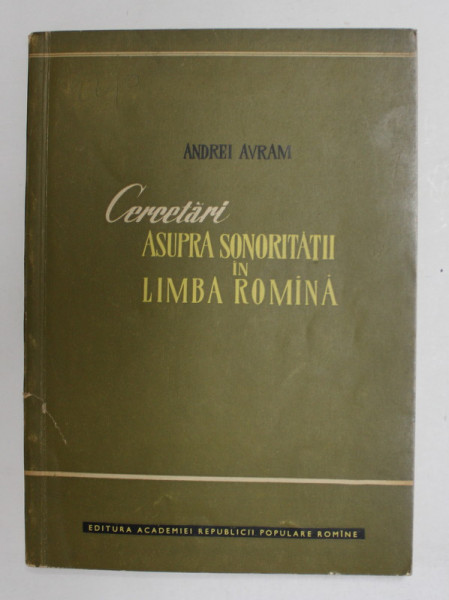 ANDREI AVRAM
Cercetări
ASUPRA SONORITĂȚII
ÎN
LIMBA ROMÎNĂ
EDITURA ACADEMIEI REPUBLICII POPULARE ROMÎNE